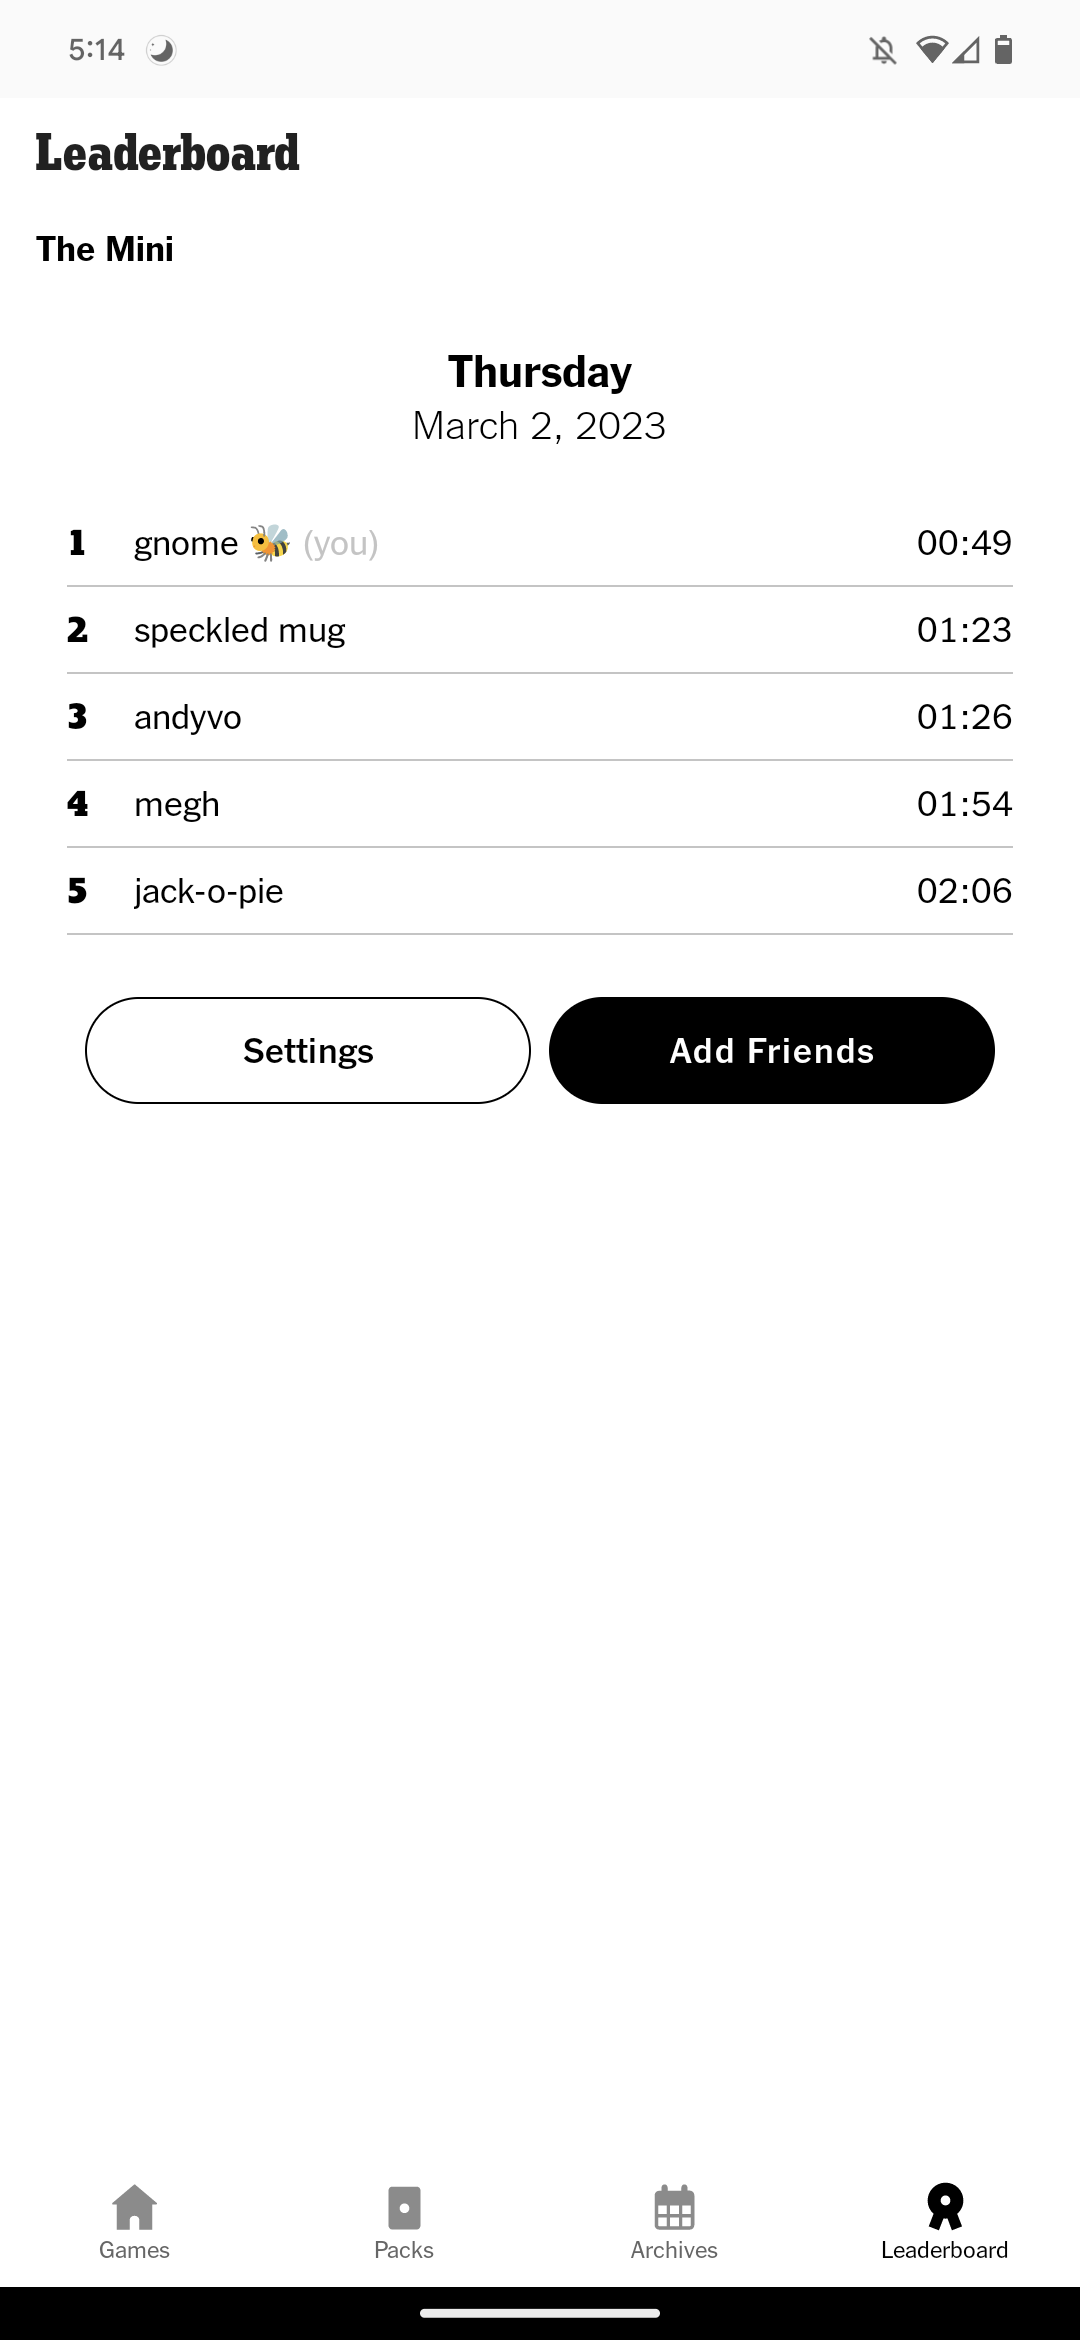 5:14
Leaderboard
The Mini
Thursday
March 2, 2023
1 gnome 🐝 (you) 00:49
2 speckled mug 01:23
3 andyvo 01:26
4 megh 01:54
5 jack-o-pie 02:06
Settings Add Friends
Games Packs Archives Leaderboard